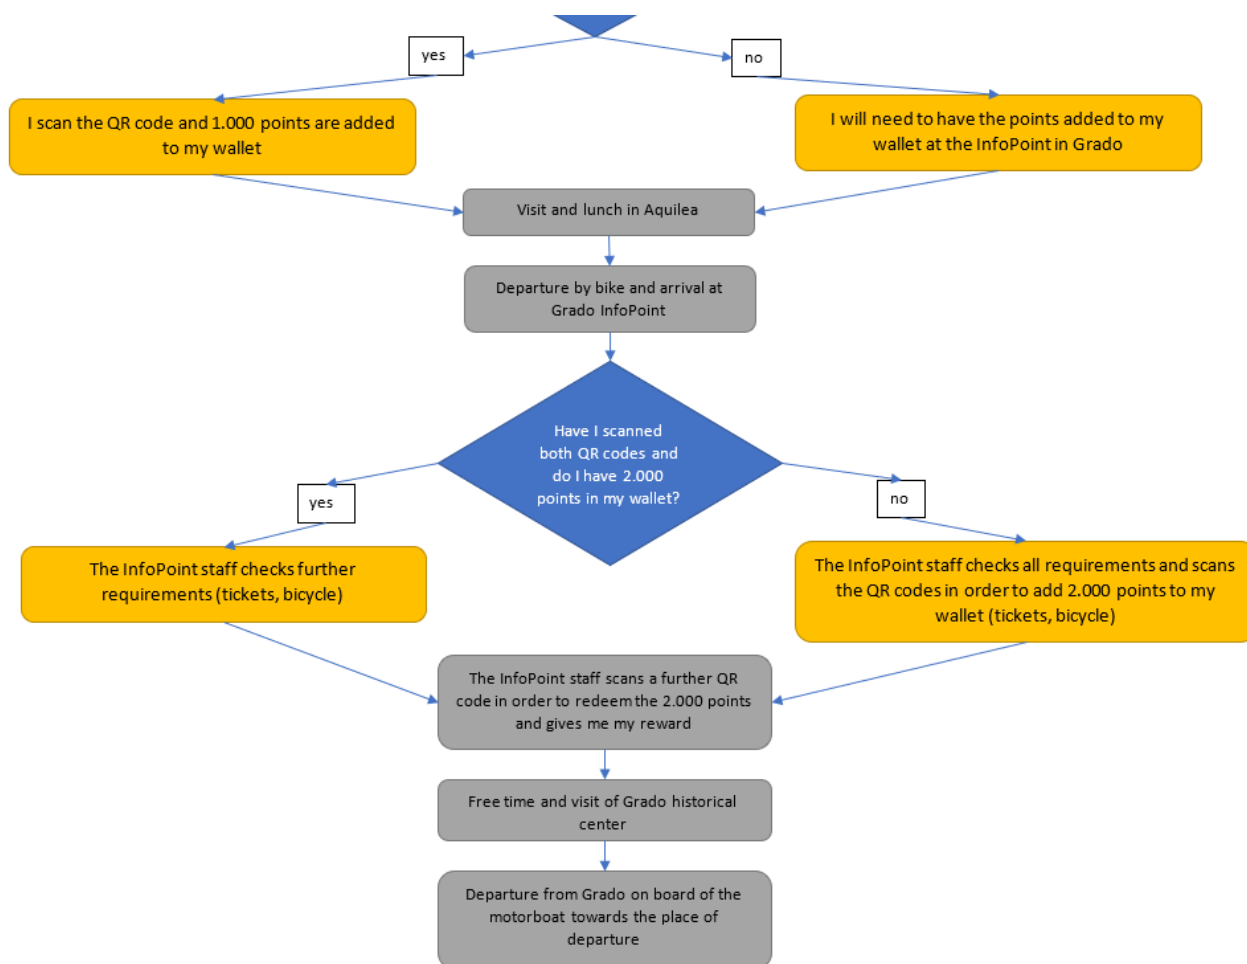 yes
no
I scan the QR code and 1.000 points are added
to my wallet
I will need to have the points added to my
wallet at the InfoPoint in Grado
Visit and lunch in Aquilea
Departure by bike and arrival at
Grado InfoPoint
Have I scanned
both QR codes and
do I have 2.000
points in my wallet?
yes
no
The InfoPoint staff checks further
requirements (tickets, bicycle)
The InfoPoint staff checks all requirements and scans
the QR codes in order to add 2.000 points to my
wallet (tickets, bicycle)
The InfoPoint staff scans a further QR
code in order to redeem the 2.000 points
and gives me my reward
Free time and visit of Grado historical
center
Departure from Grado on board of the
motorboat towards the place of
departure